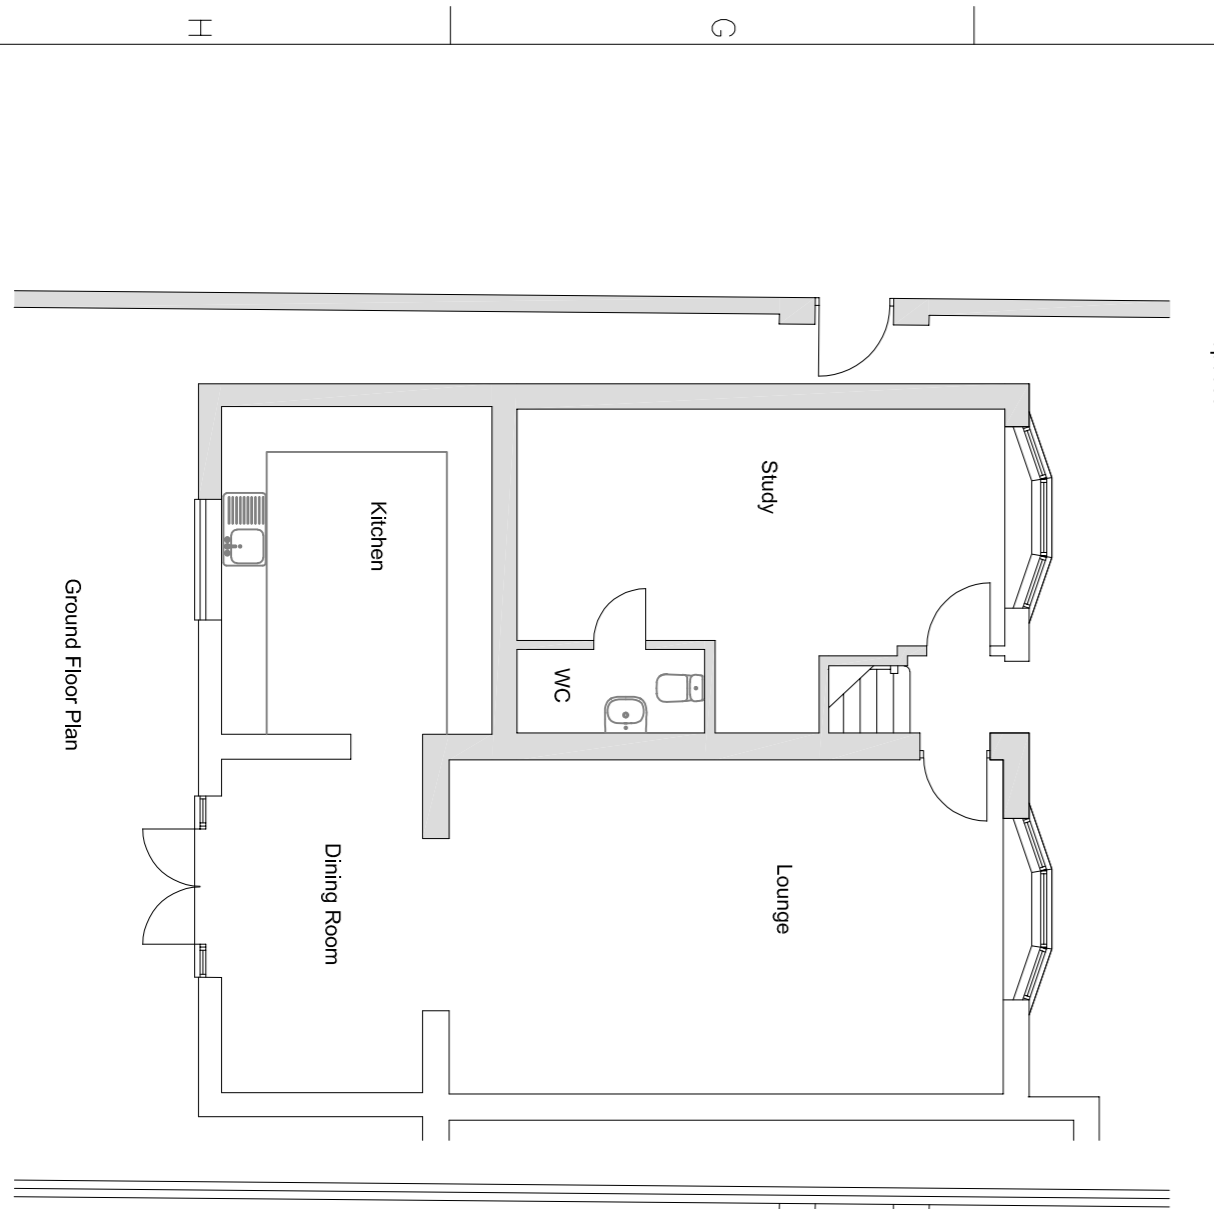 H
G
Study
Kitchen
WC
Lounge
Dining Room
Ground Floor Plan